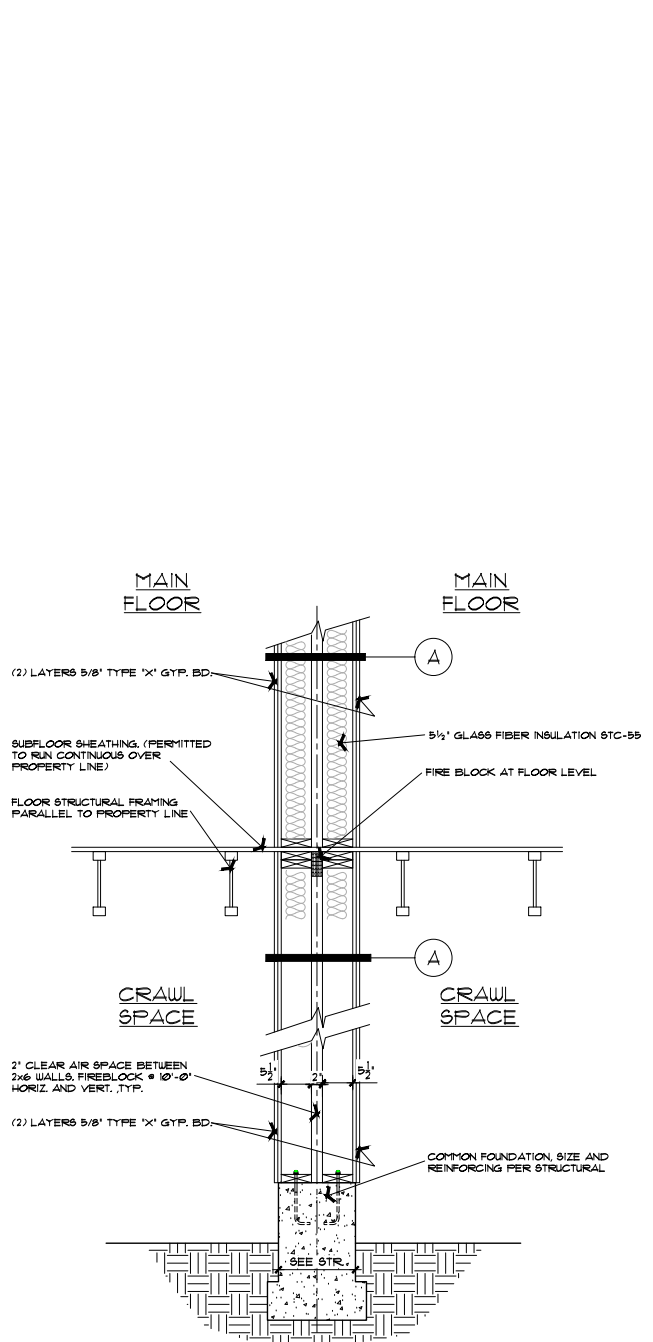 MAIN
FLOOR
MAIN
FLOOR
A
(2) LAYERS 5/8" TYPE "X" GYP. BD.
5½" GLASS FIBER INSULATION STC-55
SUBFLOOR SHEATHING, (PERMITTED
TO RUN CONTINUOUS OVER
PROPERTY LINE)
FIRE BLOCK AT FLOOR LEVEL
FLOOR STRUCTURAL FRAMING
PARALLEL TO PROPERTY LINE
A
CRAWL
SPACE
CRAWL
SPACE
2" CLEAR AIR SPACE BETWEEN
2x6 WALLS, FIREBLOCK @ 10'-0"
HORIZ. AND VERT. ,TYP.
5½"
2"
5½"
(2) LAYERS 5/8" TYPE "X" GYP. BD.
COMMON FOUNDATION, SIZE AND
REINFORCING PER STRUCTURAL
SEE STR.